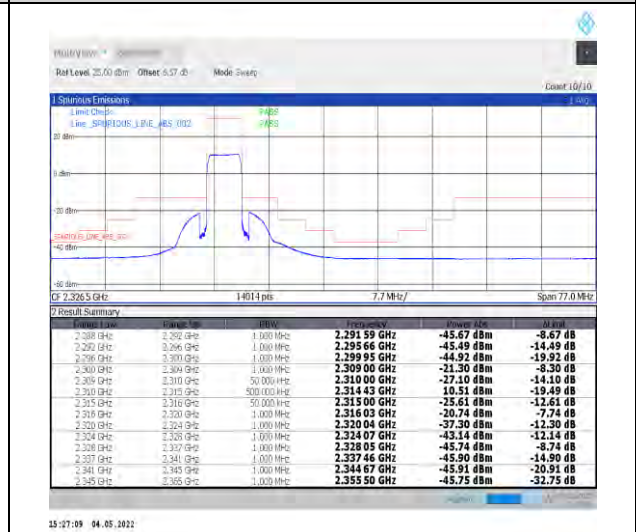 MultiView
Ref Level 25.00 dBm Offset 6.57 dB Mode Sweep
Count 10/10
1 Spurious Emissions
1 Avg
Limit Check PASS
Line _SPURIOUS_LINE_ABS_002 PASS
20 dBm
0 dBm
-20 dBm
-40 dBm
-60 dBm
CF 2.3265 GHz 14014 pts 7.7 MHz/ Span 77.0 MHz
2 Result Summary
Range Low Range Up RBW Frequency Power Abs ΔLimit
2.288 GHz 2.292 GHz 1.000 MHz 2.291 59 GHz -45.67 dBm -8.67 dB
2.292 GHz 2.296 GHz 1.000 MHz 2.295 66 GHz -45.49 dBm -14.49 dB
2.296 GHz 2.300 GHz 1.000 MHz 2.299 95 GHz -44.92 dBm -19.92 dB
2.300 GHz 2.309 GHz 1.000 MHz 2.309 00 GHz -21.30 dBm -8.30 dB
2.309 GHz 2.310 GHz 50.000 kHz 2.310 00 GHz -27.10 dBm -14.10 dB
2.310 GHz 2.315 GHz 500.000 kHz 2.314 43 GHz 10.51 dBm -19.49 dB
2.315 GHz 2.316 GHz 50.000 kHz 2.315 00 GHz -25.61 dBm -12.61 dB
2.316 GHz 2.320 GHz 1.000 MHz 2.316 03 GHz -20.74 dBm -7.74 dB
2.320 GHz 2.324 GHz 1.000 MHz 2.320 04 GHz -37.30 dBm -12.30 dB
2.324 GHz 2.328 GHz 1.000 MHz 2.324 07 GHz -43.14 dBm -12.14 dB
2.328 GHz 2.337 GHz 1.000 MHz 2.328 05 GHz -45.74 dBm -8.74 dB
2.337 GHz 2.341 GHz 1.000 MHz 2.337 46 GHz -45.90 dBm -14.90 dB
2.341 GHz 2.345 GHz 1.000 MHz 2.344 67 GHz -45.91 dBm -20.91 dB
2.345 GHz 2.365 GHz 1.000 MHz 2.355 50 GHz -45.75 dBm -32.75 dB
15:27:09 04.05.2022